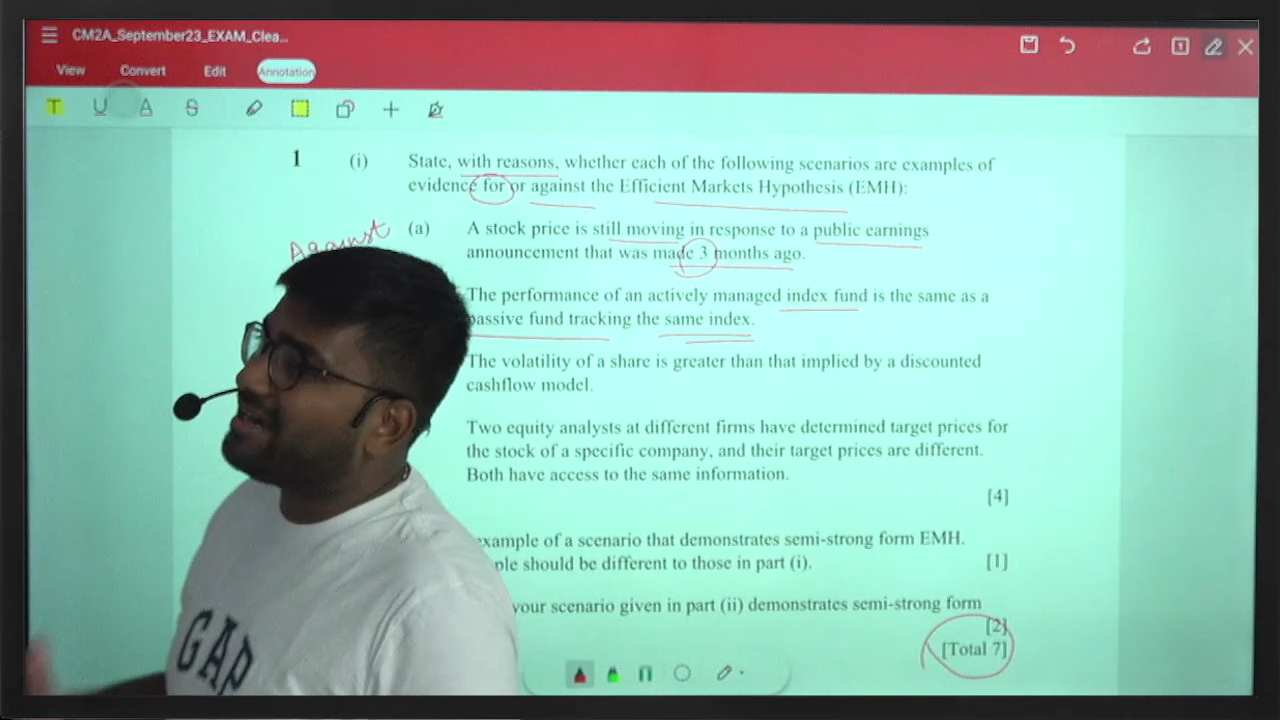 CM2A_September23_EXAM_Clea...
View Convert Edit Annotation
T U A S
1 (i) State, with reasons, whether each of the following scenarios are examples of
evidence for or against the Efficient Markets Hypothesis (EMH):
Against (a) A stock price is still moving in response to a public earnings
announcement that was made 3 months ago.
The performance of an actively managed index fund is the same as a
passive fund tracking the same index.
The volatility of a share is greater than that implied by a discounted
cashflow model.
Two equity analysts at different firms have determined target prices for
the stock of a specific company, and their target prices are different.
Both have access to the same information.
[4]
example of a scenario that demonstrates semi-strong form EMH.
ple should be different to those in part (i). [1]
your scenario given in part (ii) demonstrates semi-strong form
[2]
[Total 7]
GAP